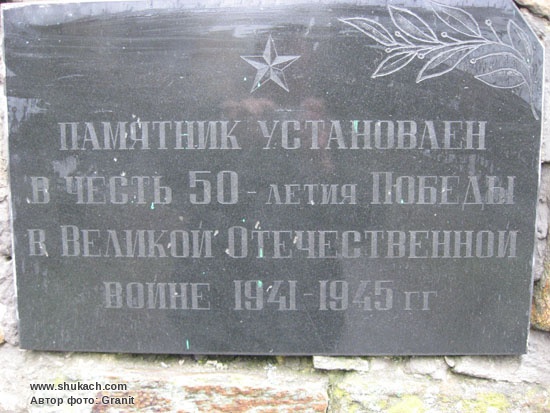 ПАМЯТНИК УСТАНОВЛЕН
В ЧЕСТЬ 50-ЛЕТИЯ ПОБЕДЫ
В ВЕЛИКОЙ ОТЕЧЕСТВЕННОЙ
ВОЙНЕ 1941-1945 ГГ
www.shukach.com
Автор фото: Granit